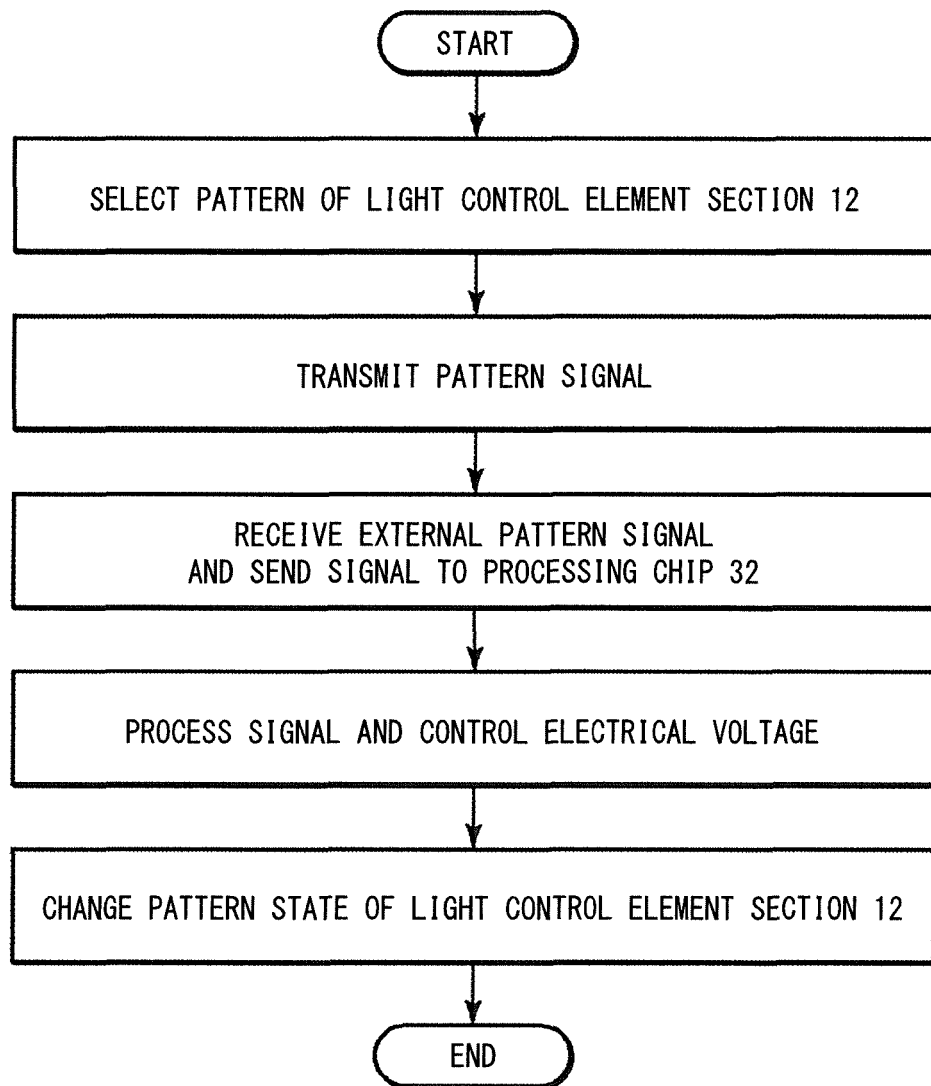 START
SELECT PATTERN OF LIGHT CONTROL ELEMENT SECTION 12
TRANSMIT PATTERN SIGNAL
RECEIVE EXTERNAL PATTERN SIGNAL
AND SEND SIGNAL TO PROCESSING CHIP 32
PROCESS SIGNAL AND CONTROL ELECTRICAL VOLTAGE
CHANGE PATTERN STATE OF LIGHT CONTROL ELEMENT SECTION 12
END